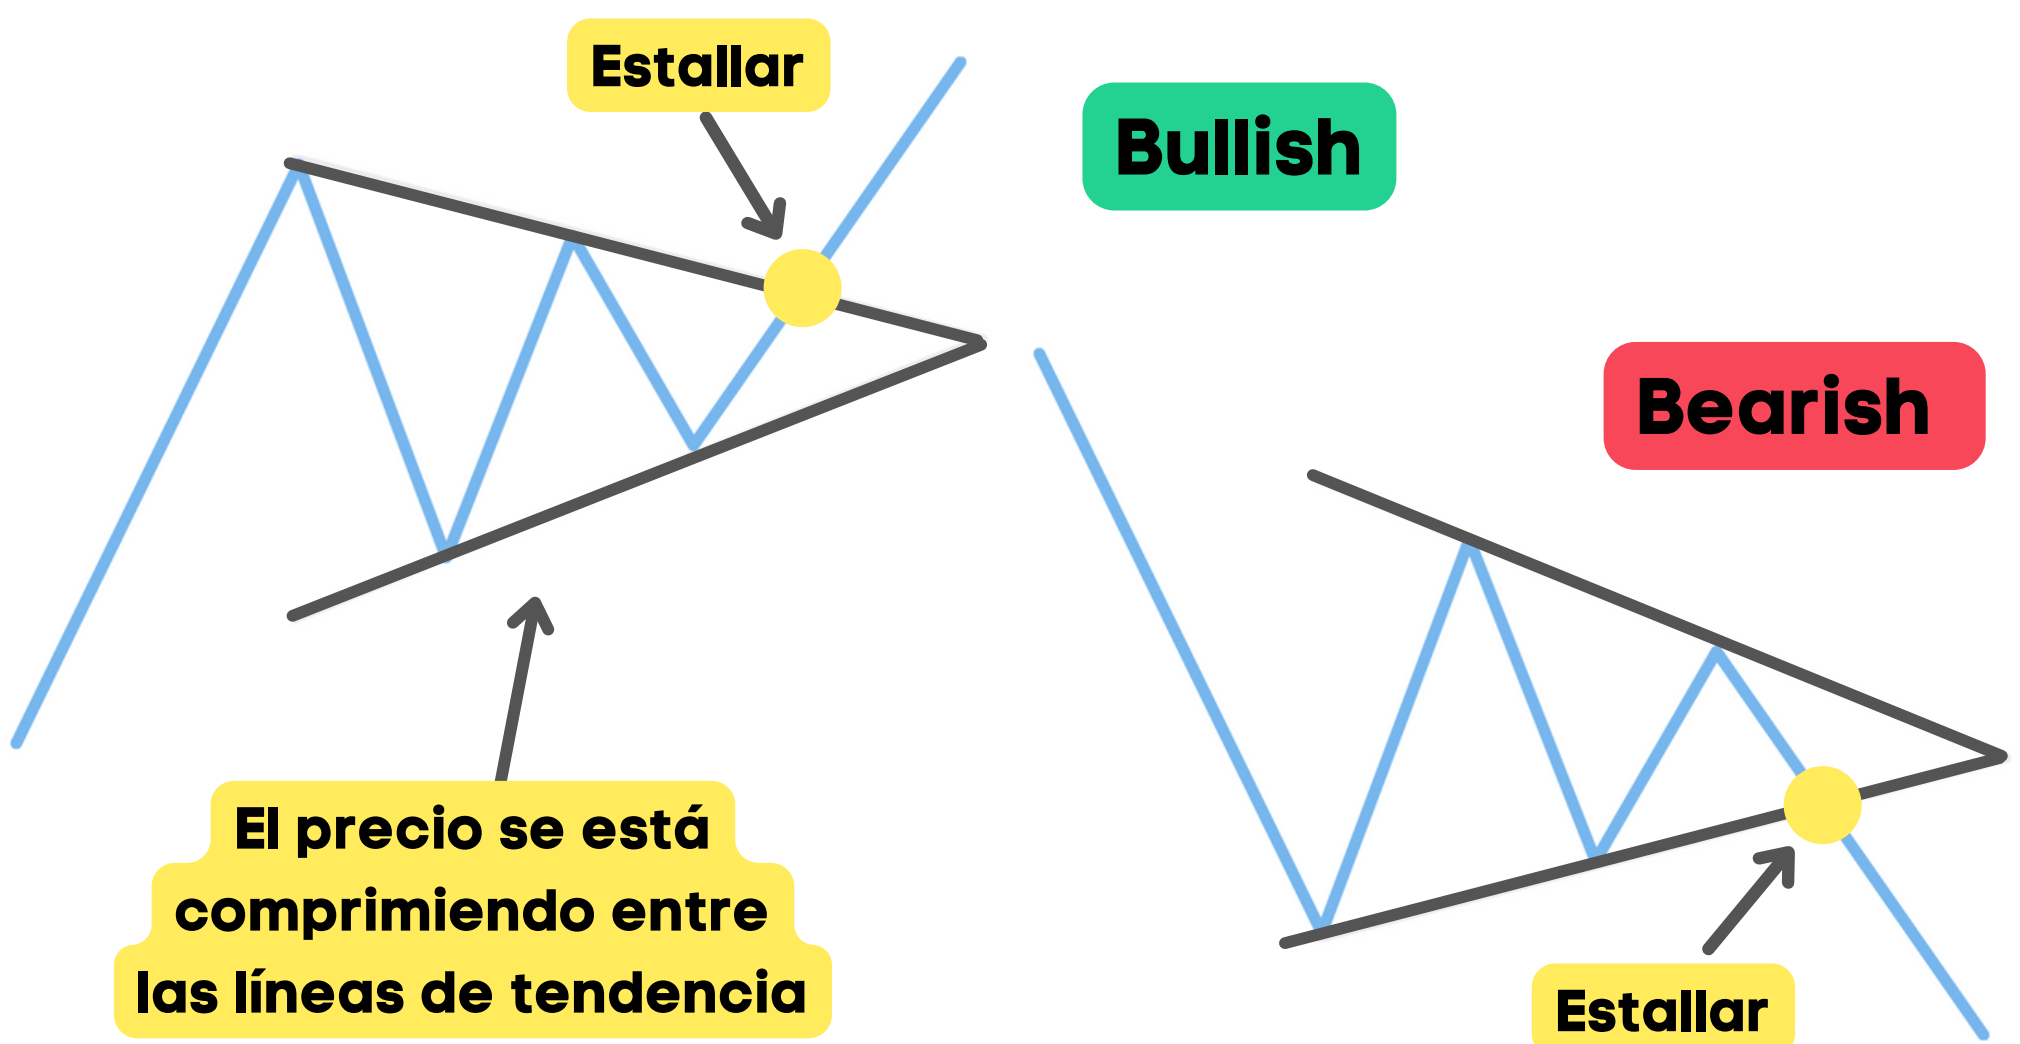 Estallar
Bullish
Bearish
El precio se está
comprimiendo entre
las líneas de tendencia
Estallar